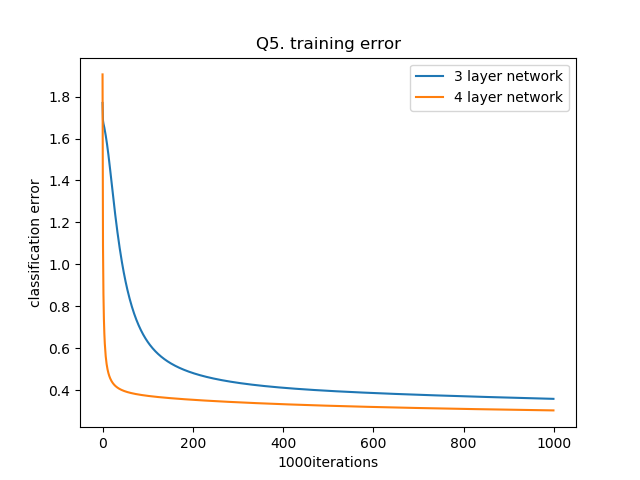 Q5. training error
3 layer network
4 layer network
classification error
1.8
1.6
1.4
1.2
1.0
0.8
0.6
0.4
0 200 400 600 800 1000
1000iterations